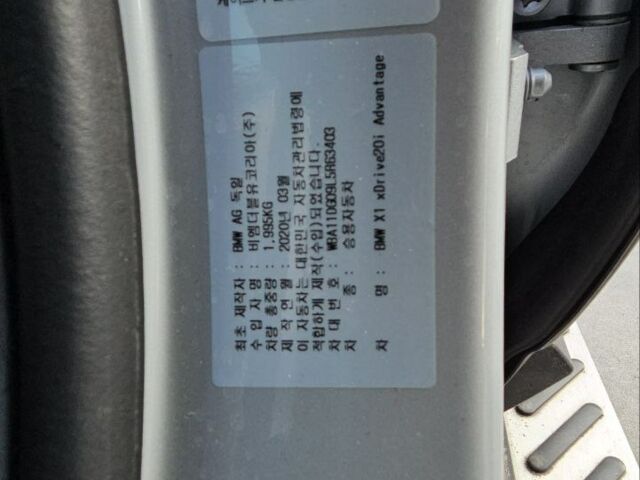 최초 제작자 : BMW AG 독일
수 입 자 명 : 비엠더블유코리아(주)
차량 총중량 : 1.995KG
제 작 연 월 : 2020년 03월
이 자동차는 대한민국 자동차관리법령에
적합하게 제작(수입)되었습니다.
차 대 번 호 : WBA11DG09L5R63403
차 종 : 승용자동차
차 명 : BMW X1 xDrive20i Advantage